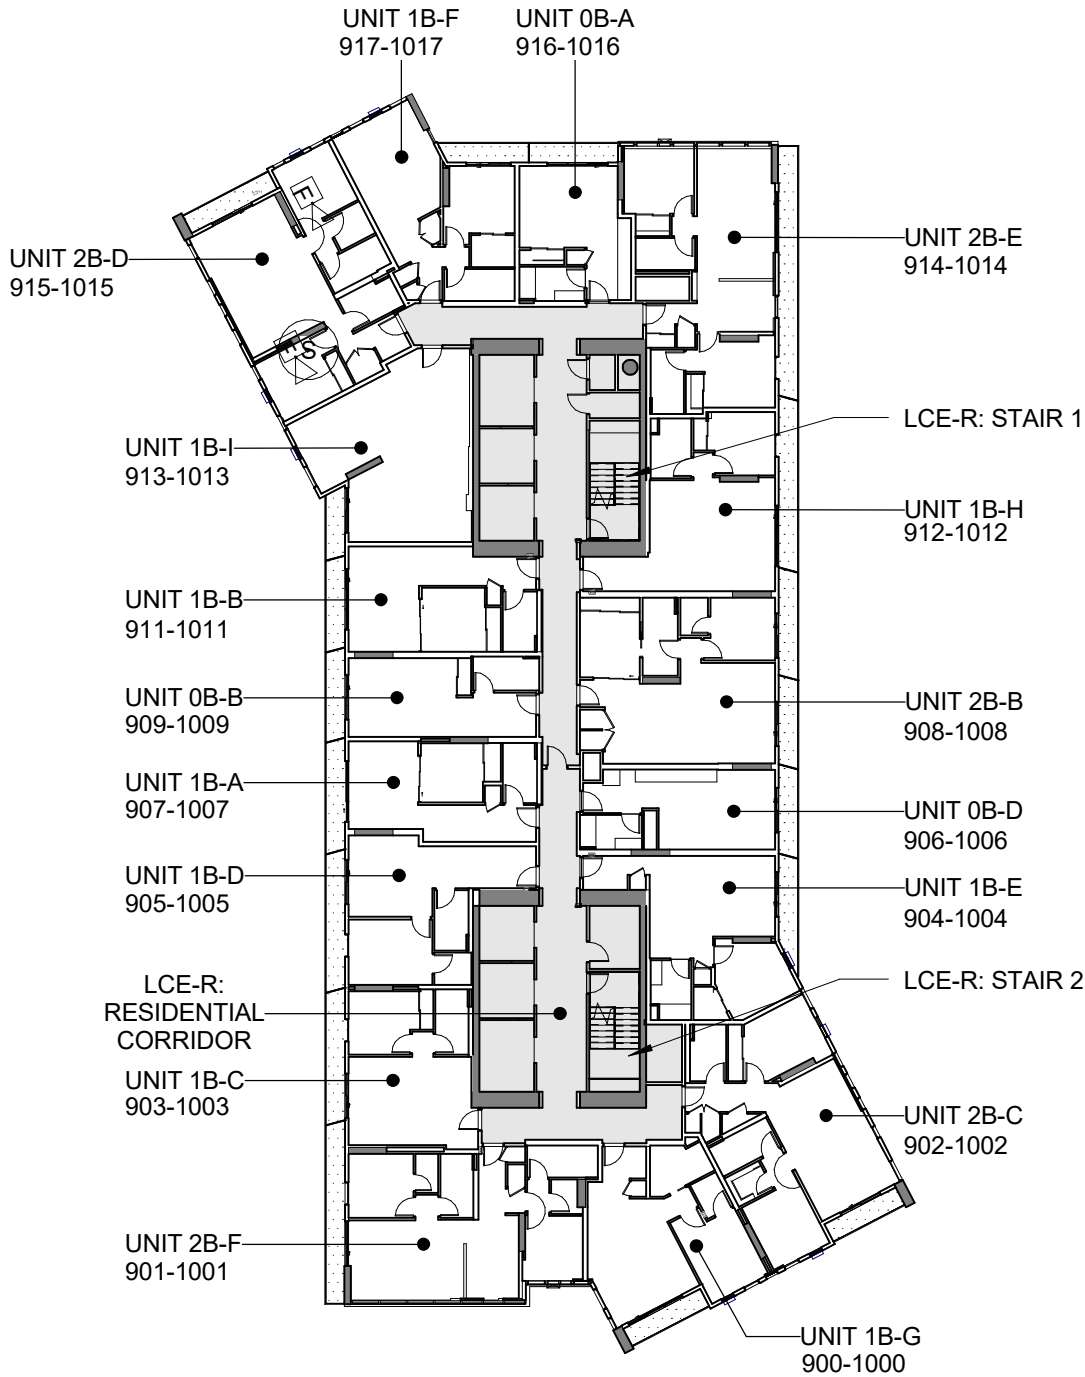 UNIT 1B-F
917-1017
UNIT 0B-A
916-1016
UNIT 2B-E
914-1014
UNIT 2B-D
915-1015
E
E
S
LCE-R: STAIR 1
UNIT 1B-I
913-1013
UNIT 1B-H
912-1012
UNIT 1B-B
911-1011
UNIT 0B-B
909-1009
UNIT 2B-B
908-1008
UNIT 1B-A
907-1007
UNIT 0B-D
906-1006
UNIT 1B-D
905-1005
UNIT 1B-E
904-1004
LCE-R:
RESIDENTIAL
CORRIDOR
LCE-R: STAIR 2
UNIT 1B-C
903-1003
UNIT 2B-C
902-1002
UNIT 2B-F
901-1001
UNIT 1B-G
900-1000